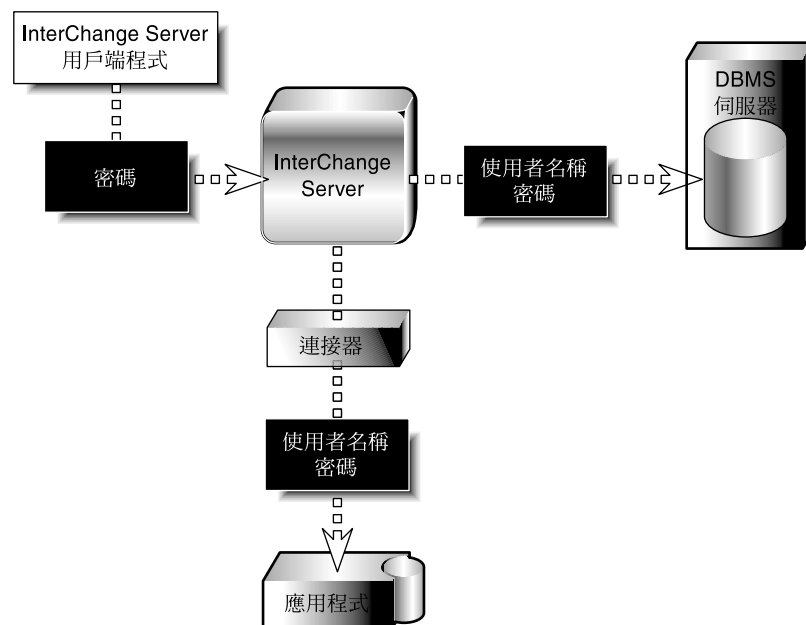 InterChange Server
用戶端程式
密碼
InterChange
Server
使用者名稱
密碼
DBMS
伺服器
連接器
使用者名稱
密碼
應用程式